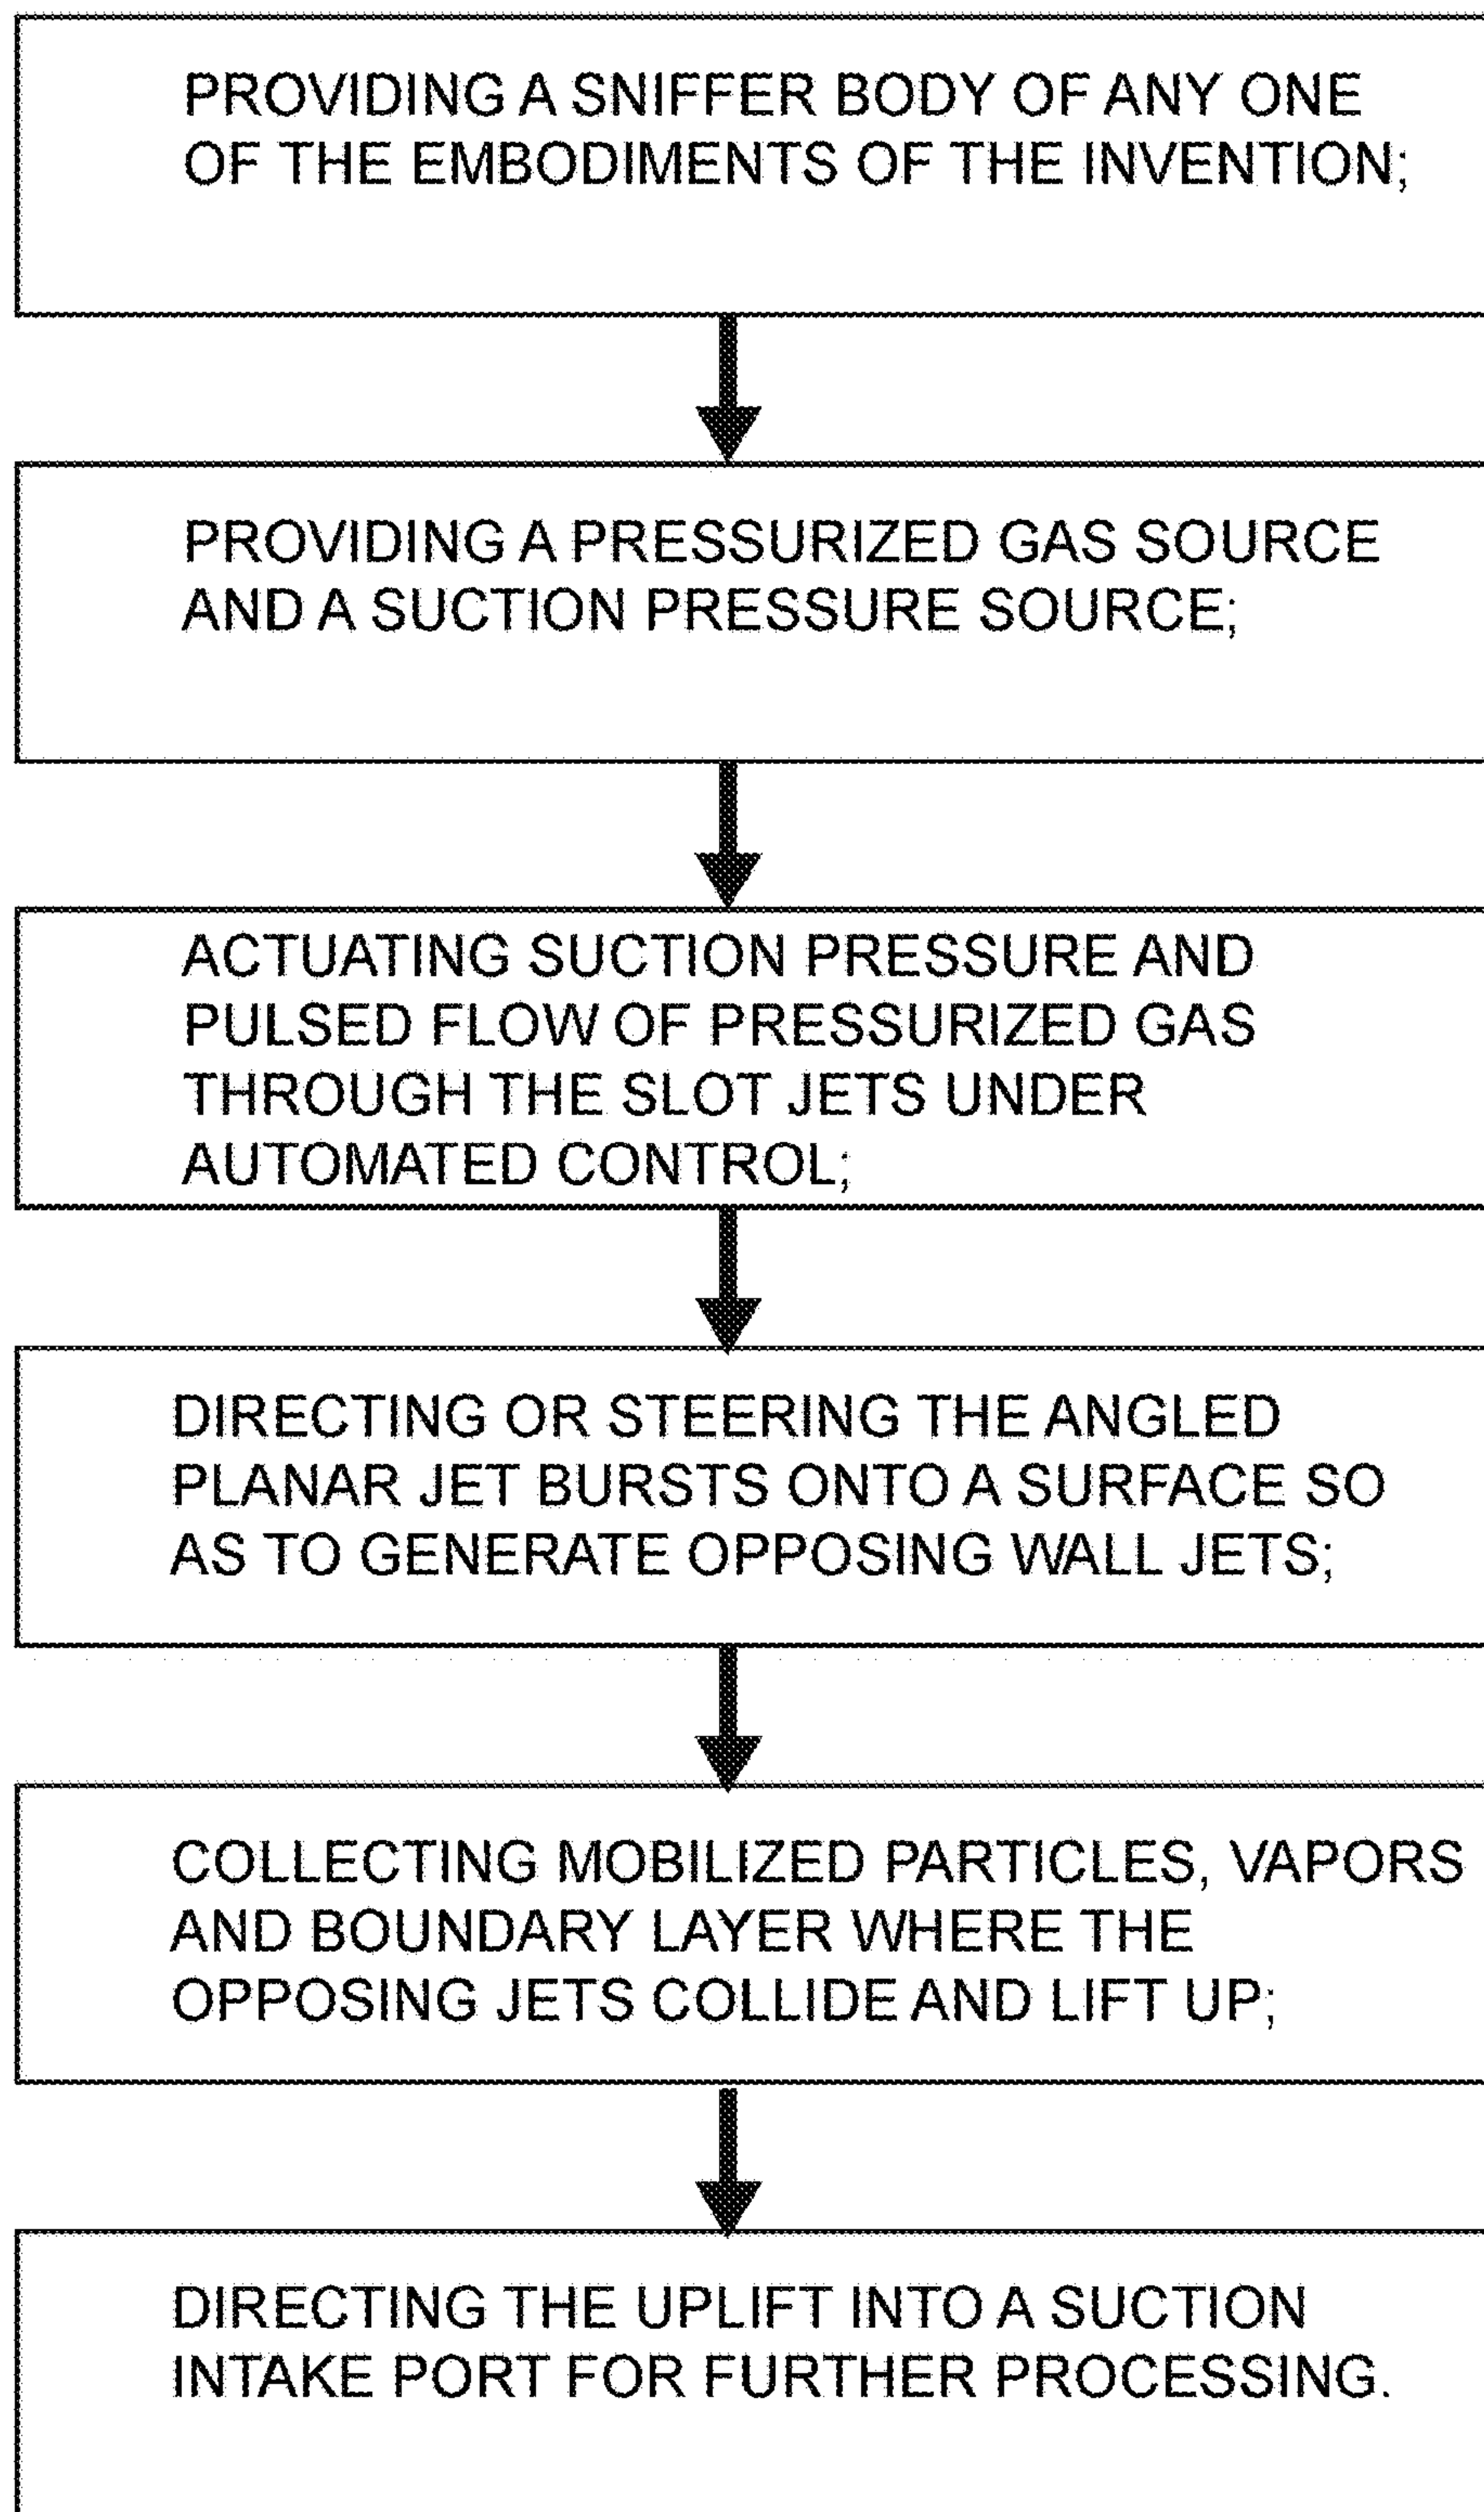 PROVIDING A SNIFFER BODY OF ANY ONE
OF THE EMBODIMENTS OF THE INVENTION;
PROVIDING A PRESSURIZED GAS SOURCE
AND A SUCTION PRESSURE SOURCE;
ACTUATING SUCTION PRESSURE AND
PULSED FLOW OF PRESSURIZED GAS
THROUGH THE SLOT JETS UNDER
AUTOMATED CONTROL;
DIRECTING OR STEERING THE ANGLED
PLANAR JET BURSTS ONTO A SURFACE SO
AS TO GENERATE OPPOSING WALL JETS;
COLLECTING MOBILIZED PARTICLES, VAPORS
AND BOUNDARY LAYER WHERE THE
OPPOSING JETS COLLIDE AND LIFT UP;
DIRECTING THE UPLIFT INTO A SUCTION
INTAKE PORT FOR FURTHER PROCESSING.